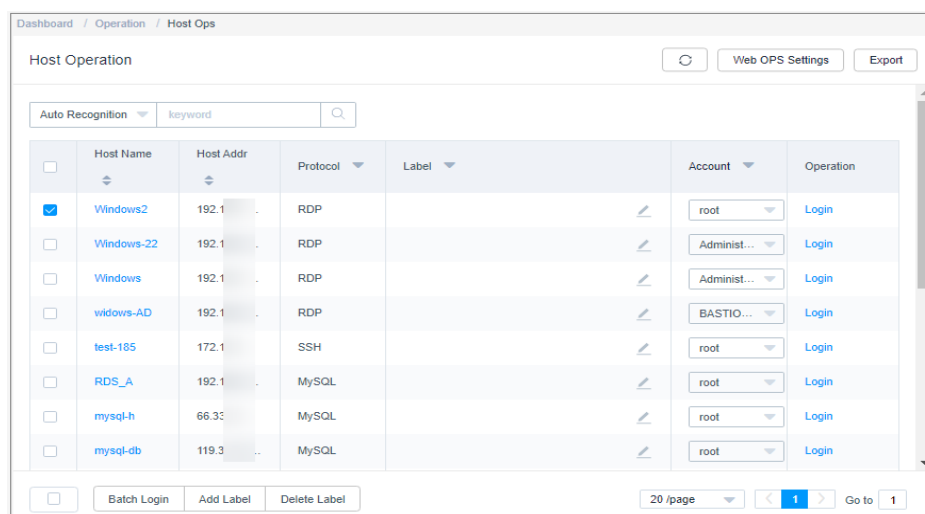 Dashboard / Operation / Host Ops
Host Operation
Web OPS Settings
Export
Auto Recognition
keyword
Host Name
Host Addr
Protocol
Label
Account
Operation
Windows2 192.1 RDP root Login
Windows-22 192.1 RDP Administ... Login
Windows 192.1 RDP Administ... Login
widows-AD 192.1 RDP BASTIO... Login
test-185 172.1 SSH root Login
RDS_A 192.1 MySQL root Login
mysql-h 66.33 MySQL root Login
mysql-db 119.3 MySQL root Login
Batch Login
Add Label
Delete Label
20 /page
1
Go to 1